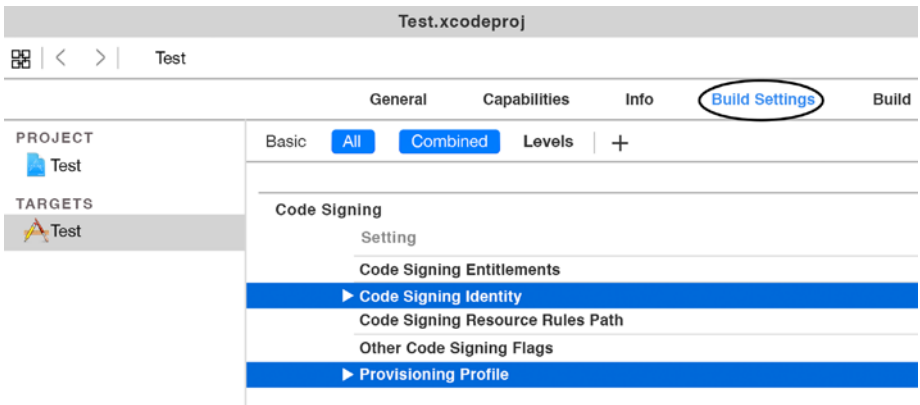 Test.xcodeproj
Test
General Capabilities Info Build Settings Build
PROJECT
Test
TARGETS
Test
Basic All Combined Levels +
Code Signing
Setting
Code Signing Entitlements
Code Signing Identity
Code Signing Resource Rules Path
Other Code Signing Flags
Provisioning Profile